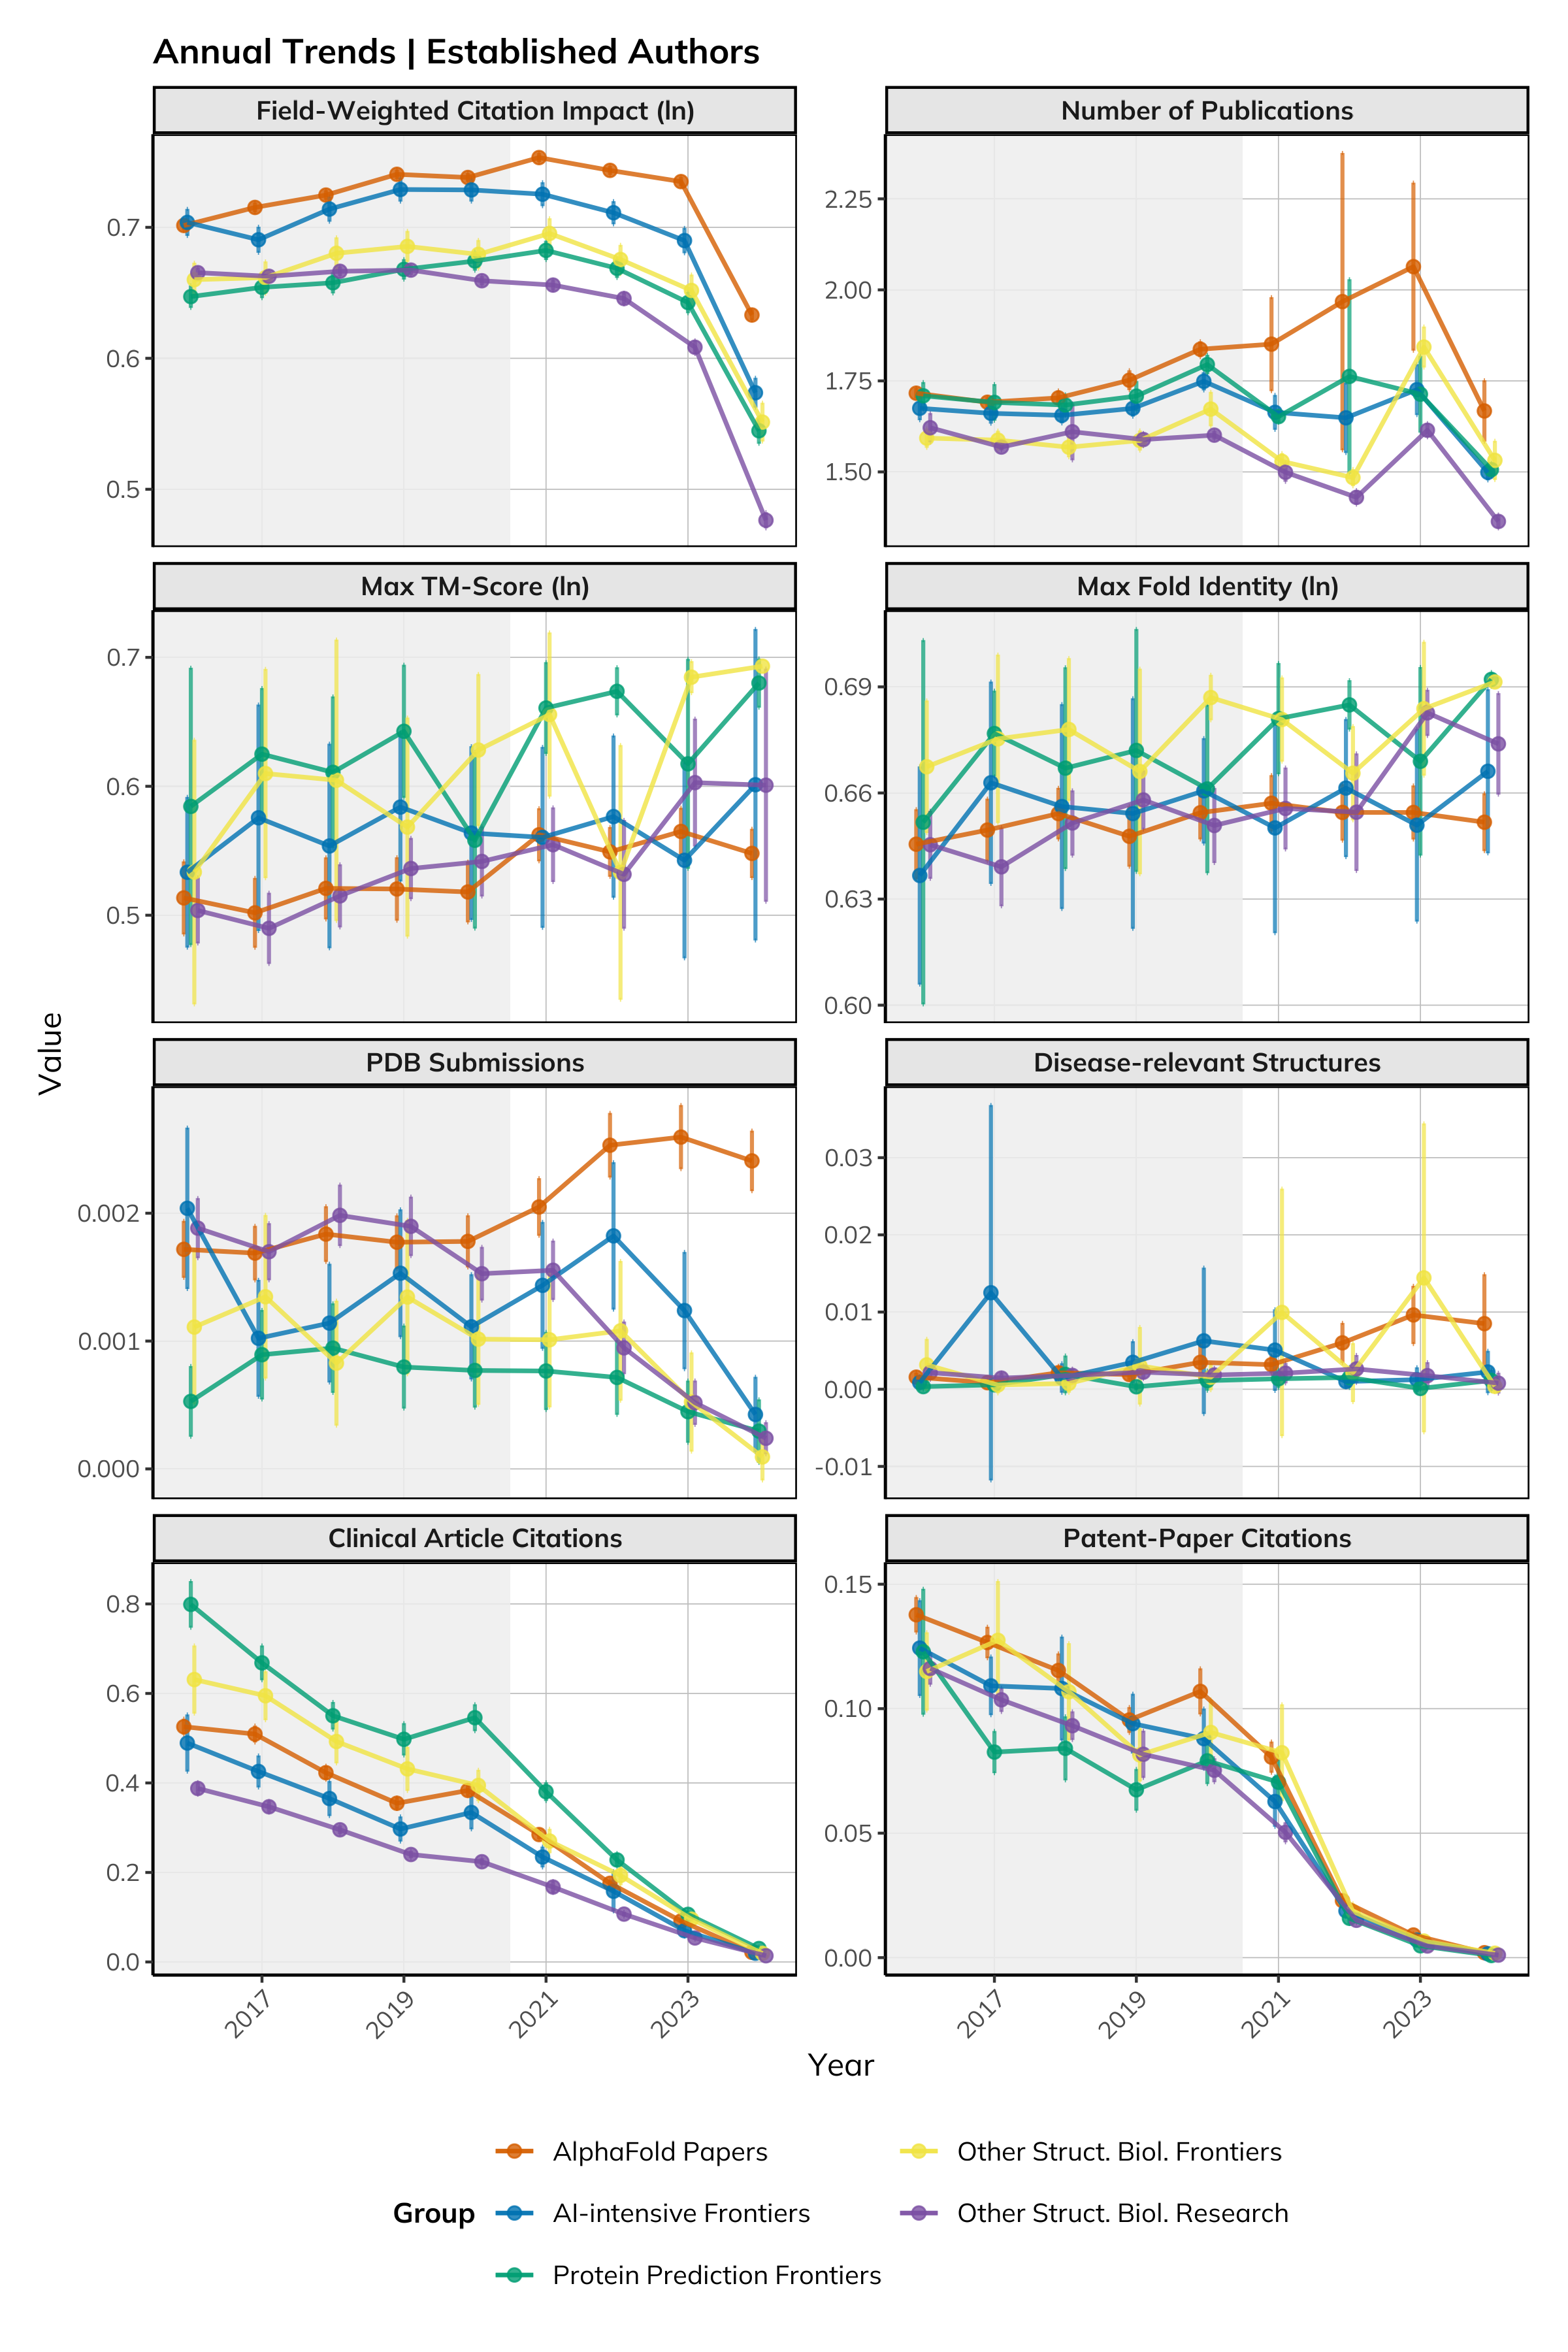 Annual Trends | Established Authors
Field-Weighted Citation Impact (ln)
Number of Publications
0.7
0.6
0.5
2.25
2.00
1.75
1.50
Max TM-Score (ln)
Max Fold Identity (ln)
0.7
0.6
0.5
0.69
0.66
0.63
0.60
Value
PDB Submissions
Disease-relevant Structures
0.002
0.001
0.000
0.03
0.02
0.01
0.00
-0.01
Clinical Article Citations
Patent-Paper Citations
0.8
0.6
0.4
0.2
0.0
0.15
0.10
0.05
0.00
2017
2019
2021
2023
2017
2019
2021
2023
Year
Group
AlphaFold Papers
AI-intensive Frontiers
Protein Prediction Frontiers
Other Struct. Biol. Frontiers
Other Struct. Biol. Research